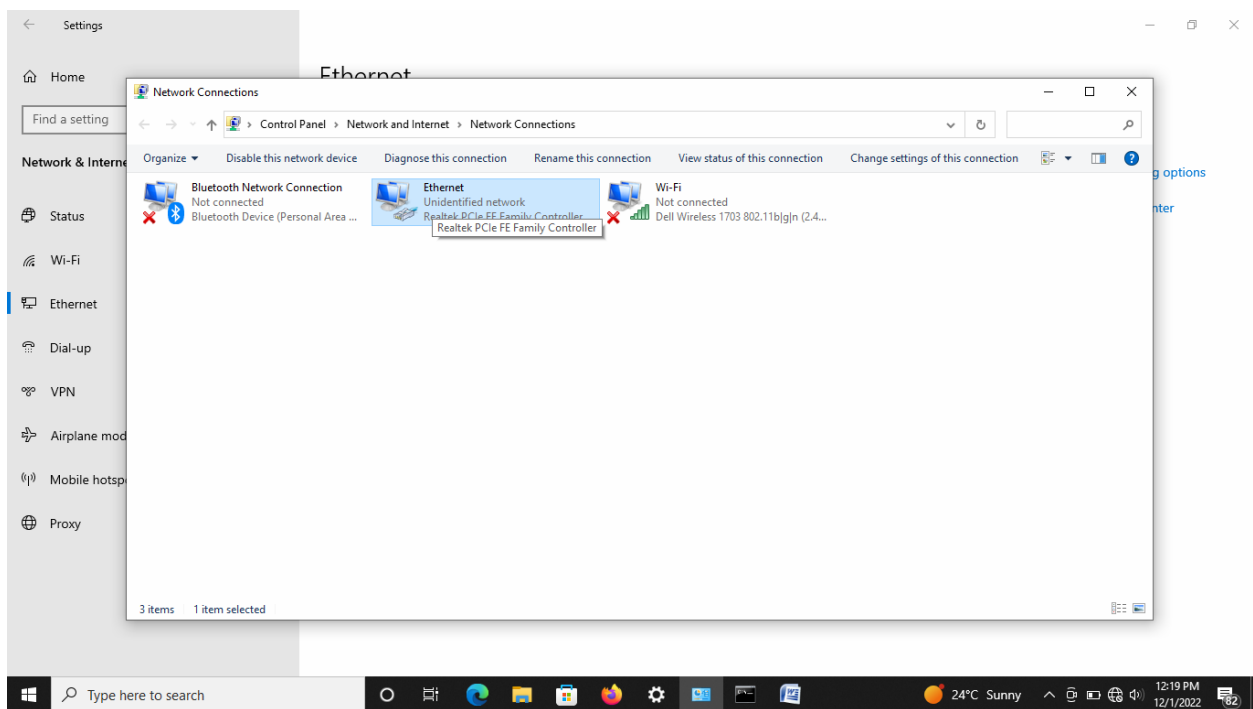 Settings
Home
Ethernet
Find a setting
Network & Interne
Status
Wi-Fi
Ethernet
Dial-up
VPN
Airplane mod
Mobile hotsp
Proxy
g options
nter
Network Connections
Control Panel › Network and Internet › Network Connections
Organize Disable this network device Diagnose this connection Rename this connection View status of this connection Change settings of this connection
Bluetooth Network Connection
Not connected
Bluetooth Device (Personal Area ...
Ethernet
Unidentified network
Realtek PCIe FE Family Controller
Realtek PCIe FE Family Controller
Wi-Fi
Not connected
Dell Wireless 1703 802.11b|g|n (2.4...
3 items 1 item selected
Type here to search
24°C Sunny
12:19 PM
12/1/2022
82